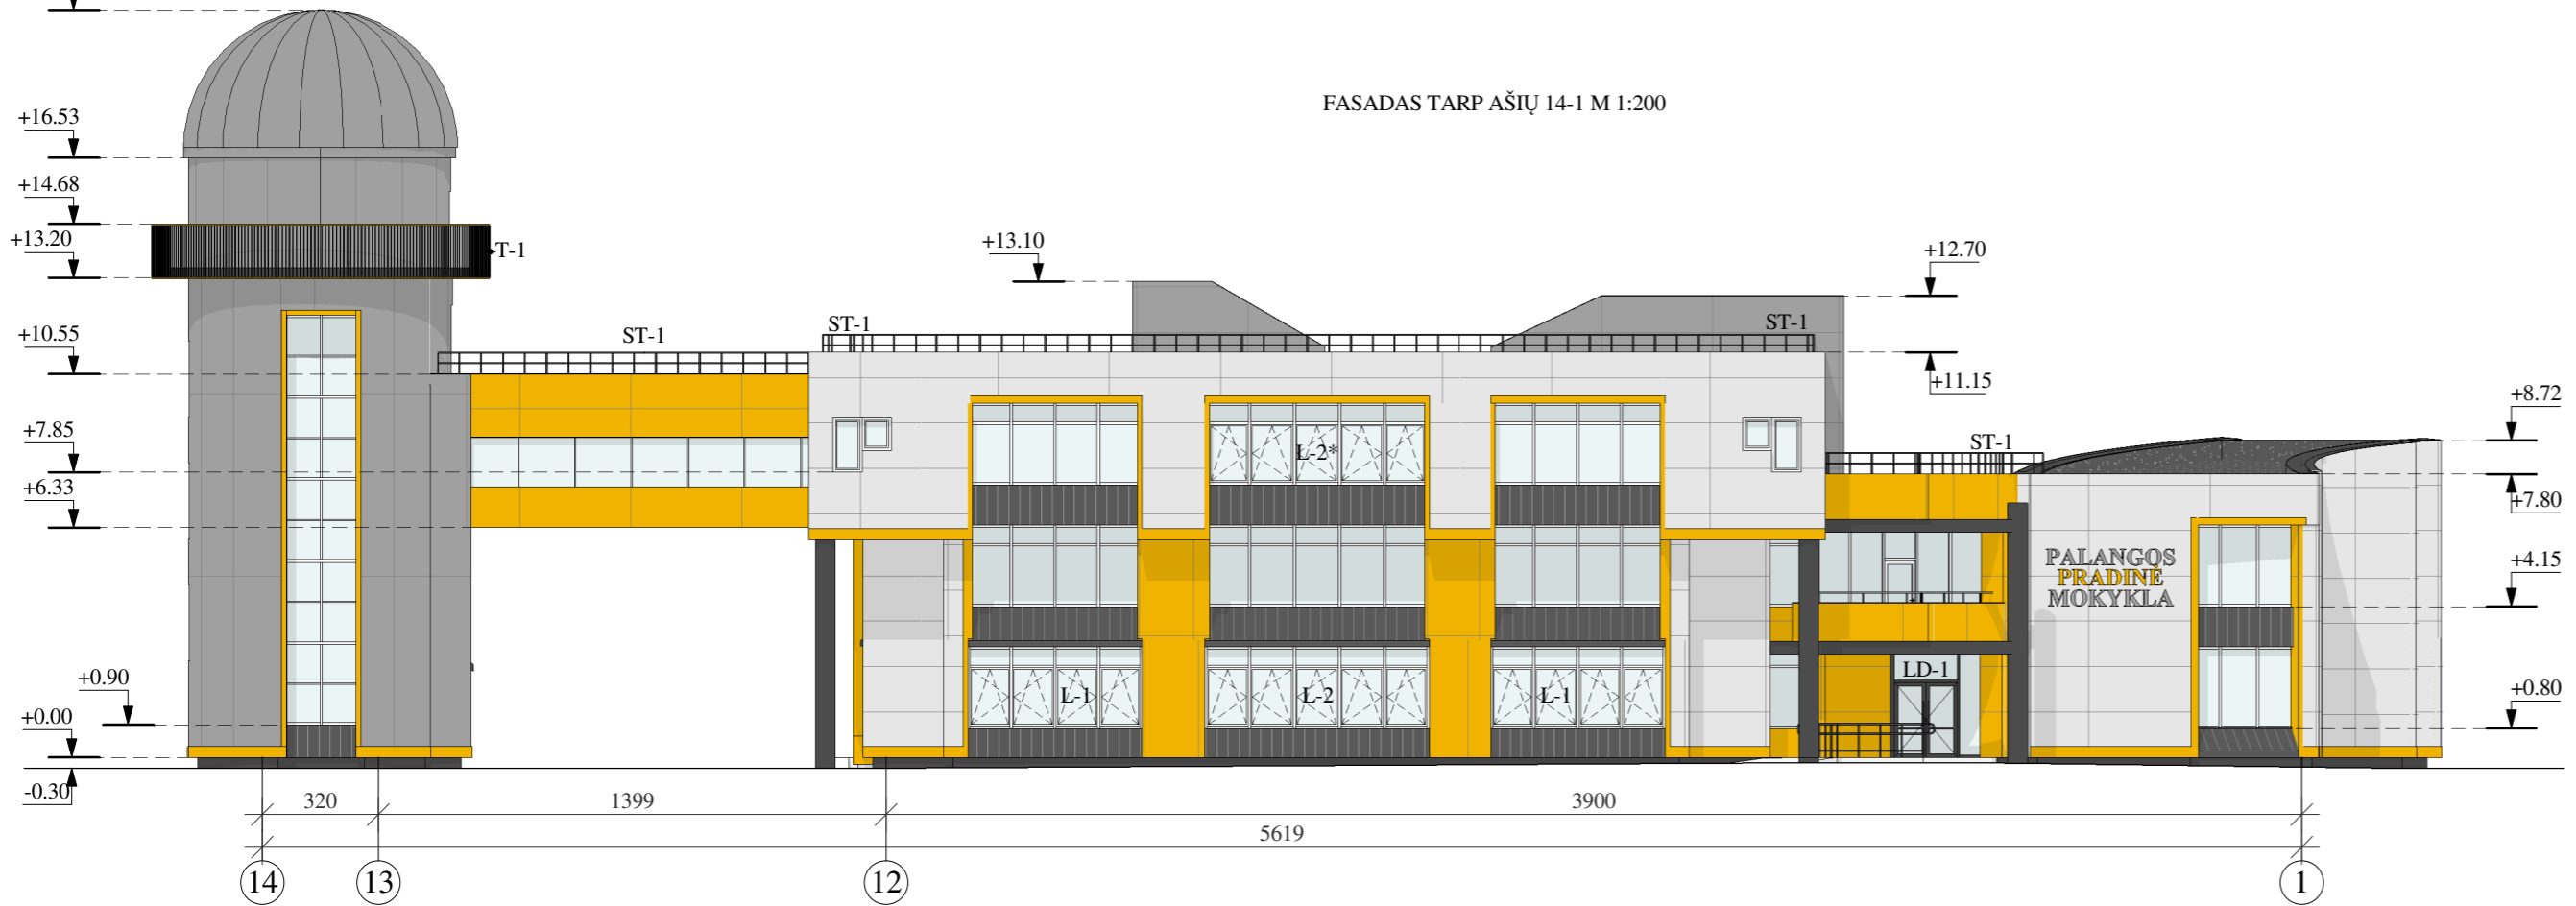 FASADAS TARP AŠIŲ 14-1 M 1:200
+16.53
+14.68
+13.20
T-1
+13.10
+12.70
+10.55
ST-1
ST-1
ST-1
+11.15
+8.72
+7.85
L-2*
ST-1
+6.33
+7.80
PALANGOS
PRADINĖ
MOKYKLA
+4.15
+0.90
L-1
L-2
L-1
LD-1
+0.80
+0.00
-0.30
320
1399
3900
5619
14
13
12
1